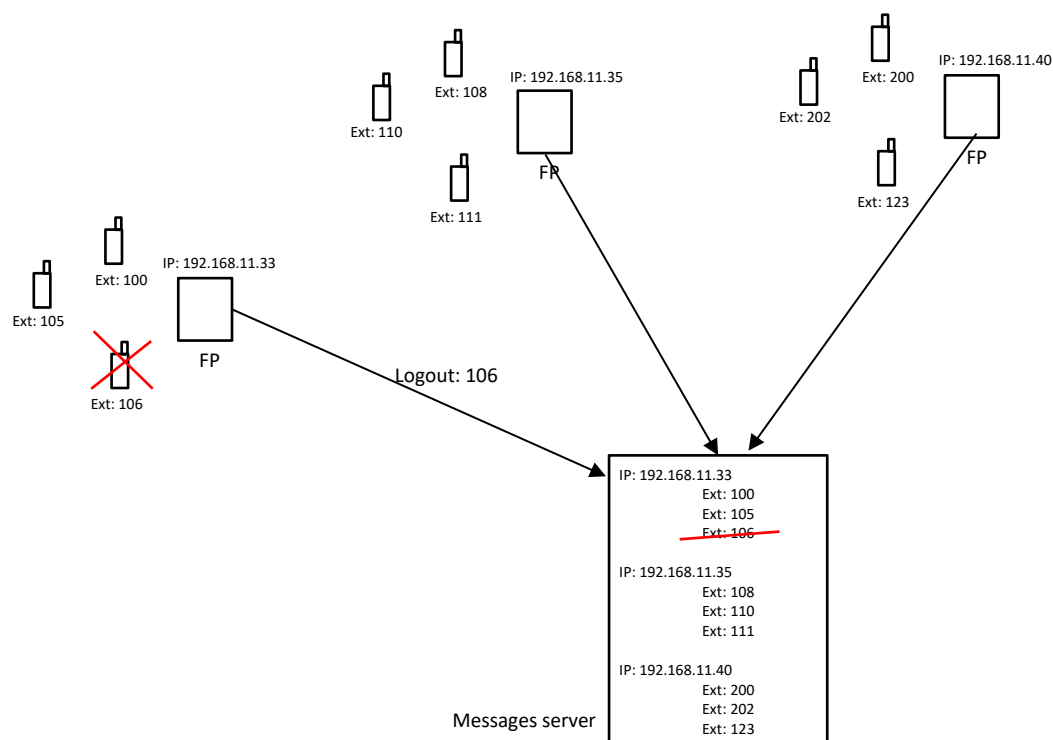 Ext: 108
IP: 192.168.11.35
Ext: 110
Ext: 111
FP
Ext: 200
IP: 192.168.11.40
Ext: 202
Ext: 123
FP
Ext: 100
IP: 192.168.11.33
Ext: 105
Ext: 106
FP
Logout: 106
IP: 192.168.11.33
Ext: 100
Ext: 105
Ext: 106
IP: 192.168.11.35
Ext: 108
Ext: 110
Ext: 111
IP: 192.168.11.40
Ext: 200
Ext: 202
Ext: 123
Messages server